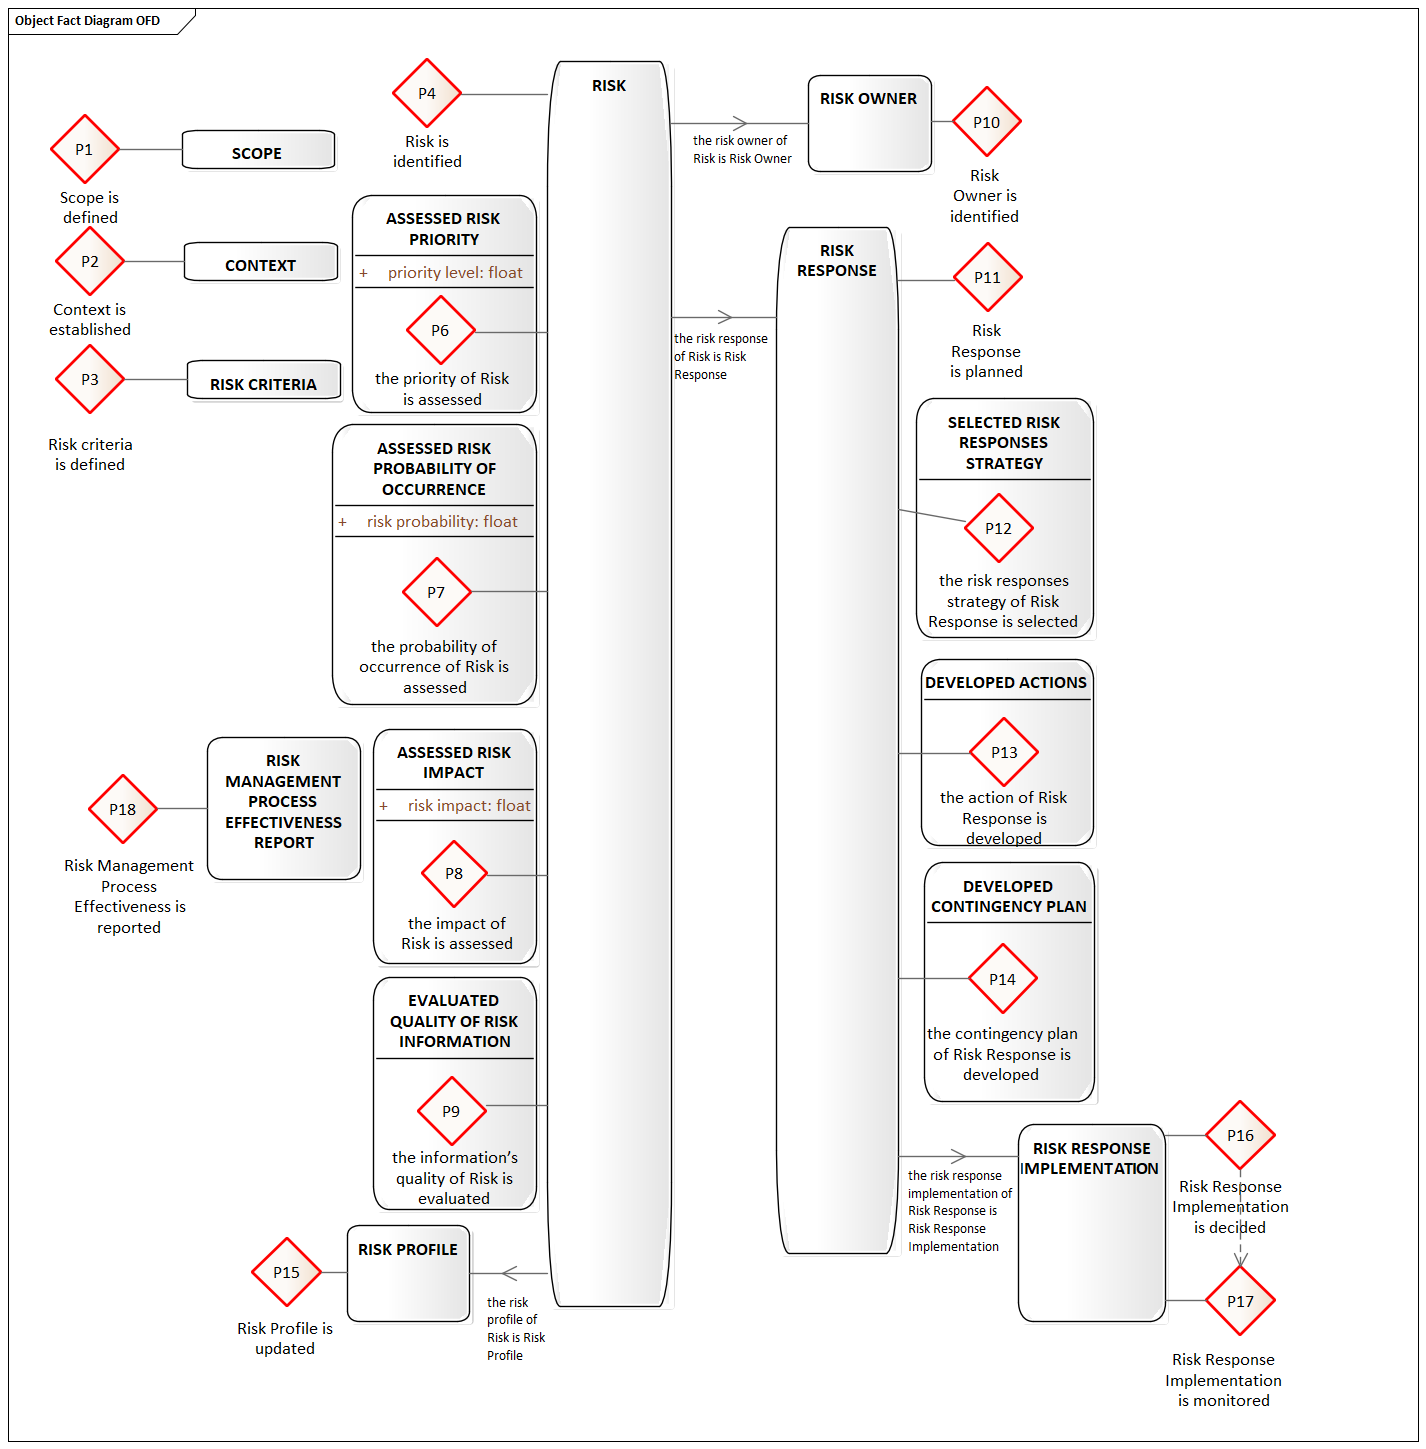 Object Fact Diagram OFD
P1
Scope is
defined
SCOPE
P2
Context is
established
CONTEXT
P3
Risk criteria
is defined
RISK CRITERIA
P4
Risk is
identified
RISK
ASSESSED RISK
PRIORITY
+ priority level: float
P6
the priority of Risk
is assessed
ASSESSED RISK
PROBABILITY OF
OCCURRENCE
+ risk probability: float
P7
the probability of
occurrence of Risk is
assessed
ASSESSED RISK
IMPACT
+ risk impact: float
P8
the impact of
Risk is assessed
EVALUATED
QUALITY OF RISK
INFORMATION
P9
the information’s
quality of Risk is
evaluated
P18
Risk Management
Process
Effectiveness is
reported
RISK
MANAGEMENT
PROCESS
EFFECTIVENESS
REPORT
P15
Risk Profile is
updated
RISK PROFILE
the risk
profile of
Risk is Risk
Profile
the risk owner of
Risk is Risk Owner
RISK OWNER
P10
Risk
Owner is
identified
the risk response
of Risk is Risk
Response
RISK
RESPONSE
P11
Risk
Response
is planned
SELECTED RISK
RESPONSES
STRATEGY
P12
the risk responses
strategy of Risk
Response is selected
DEVELOPED ACTIONS
P13
the action of Risk
Response is
developed
DEVELOPED
CONTINGENCY PLAN
P14
the contingency plan
of Risk Response is
developed
the risk response
implementation of
Risk Response is
Risk Response
Implementation
RISK RESPONSE
IMPLEMENTATION
P16
Risk Response
Implementation
is decided
P17
Risk Response
Implementation
is monitored